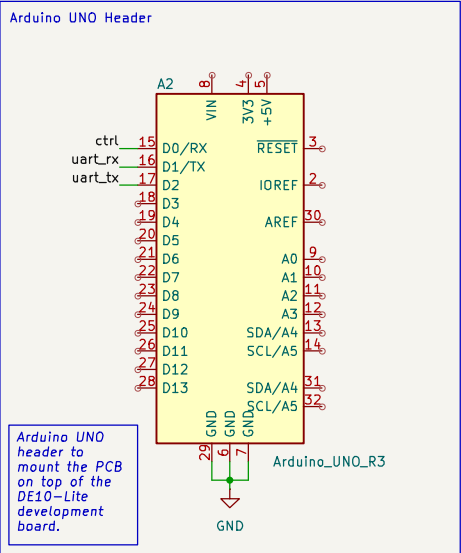 Arduino UNO Header
A2
8 4 5
VIN 3V3 +5V
ctrl 15 D0/RX RESET 3
uart_rx 16 D1/TX
uart_tx 17 D2 IOREF 2
18 D3
19 D4 AREF 30
20 D5
21 D6 A0 9
22 D7 A1 10
23 D8 A2 11
24 D9 A3 12
25 D10 SDA/A4 13
26 D11 SCL/A5 14
27 D12
28 D13 SDA/A4 31
SCL/A5 32
GND GND GND
29 6 7
Arduino_UNO_R3
GND
Arduino UNO
header to
mount the PCB
on top of the
DE10-Lite
development
board.